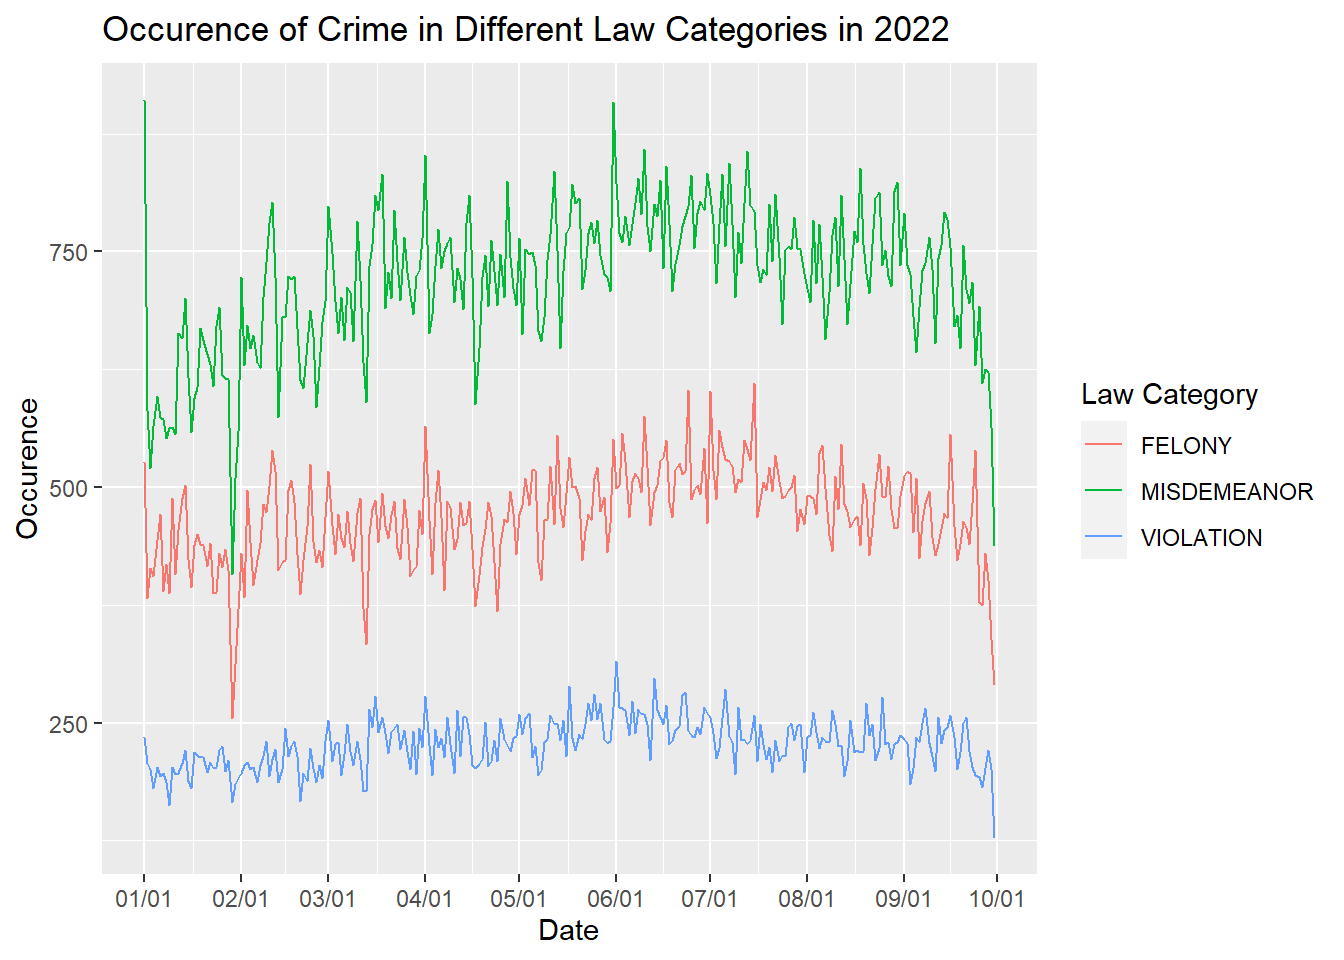 Occurence of Crime in Different Law Categories in 2022
Occurence
750
500
250
01/01 02/01 03/01 04/01 05/01 06/01 07/01 08/01 09/01 10/01
Date
Law Category
FELONY
MISDEMEANOR
VIOLATION